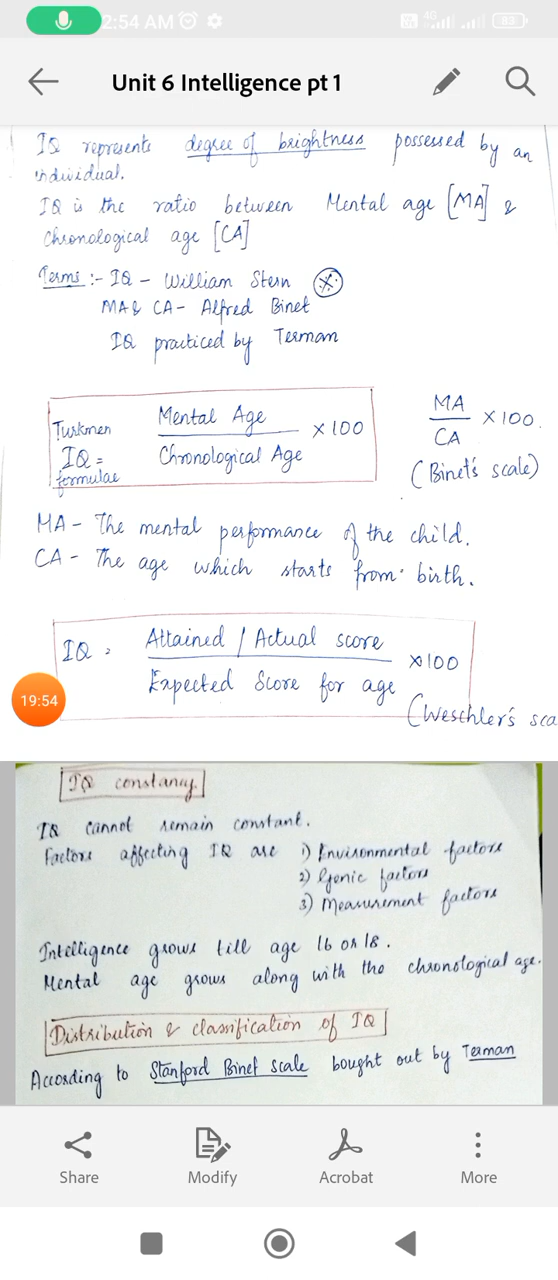 2:54 AM
4G
83
Unit 6 Intelligence pt 1
IQ represents degree of brightness possessed by an
individual.
IQ is the ratio between Mental age [MA] &
Chronological age [CA]
Terms :- IQ - William Stern
MA & CA - Alfred Binet
IQ practiced by Terman
Mental Age
Chronological Age
× 100
IQ =
formulae
MA
CA
× 100.
(Binet's scale)
MA - The mental performance of the child.
CA - The age which starts from birth.
IQ =
Attained / Actual score
Expected Score for age
×100
(Weschler's sca
19:54
IQ constancy.
IQ cannot remain constant.
Factors affecting IQ are 1) Environmental factors
2) Genic factors
3) Measurement factors
Intelligence grows till age 16 or 18.
Mental age grows along with the chronological age.
Distribution & classification of IQ
According to Stanford Binet scale bought out by Terman
Share
Modify
Acrobat
More